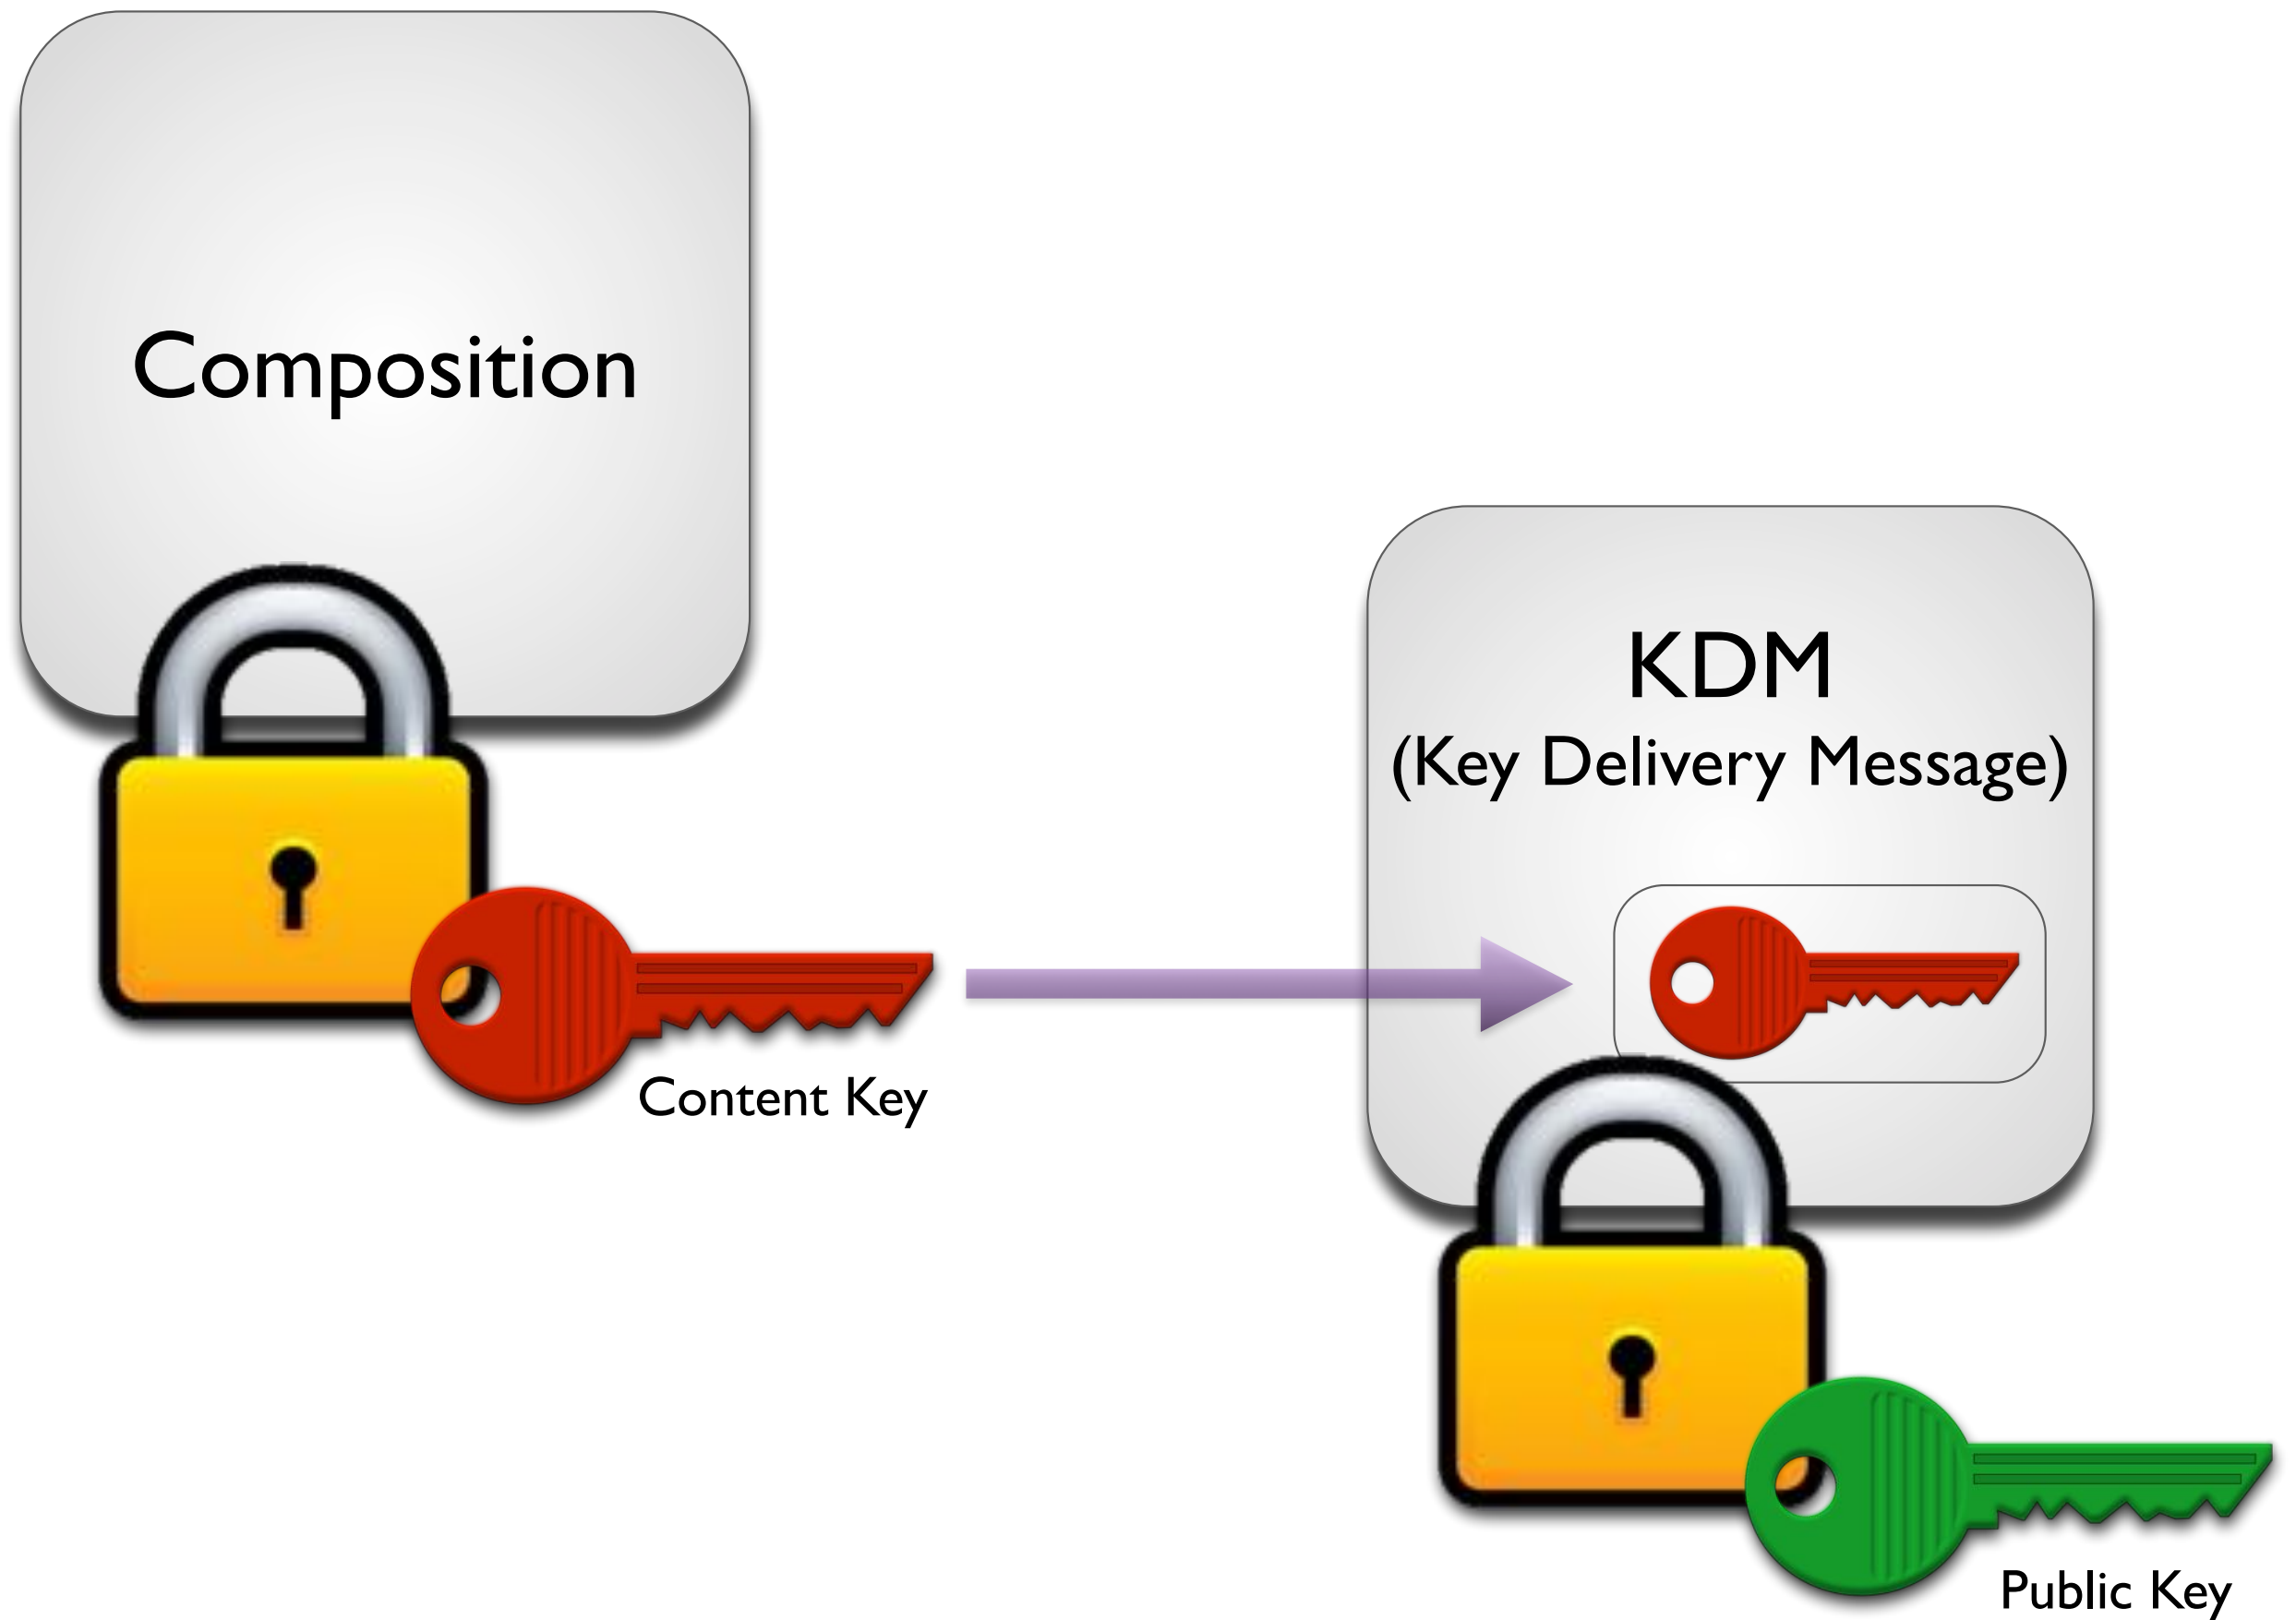 Composition
KDM
(Key Delivery Message)
Content Key
Public Key